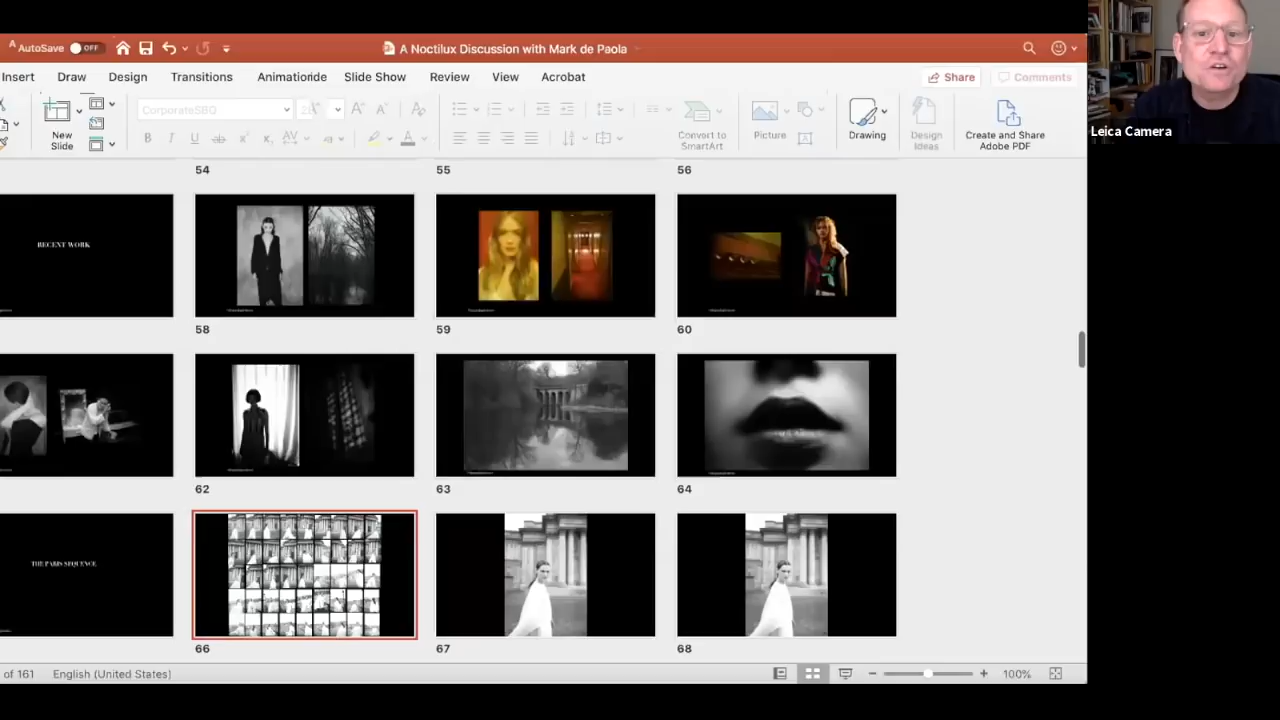 AutoSave OFF
A Noctilux Discussion with Mark de Paola
Insert Draw Design Transitions Animationide Slide Show Review View Acrobat
Share Comments
CorporateSBQ
New Slide
Convert to SmartArt
Picture
Drawing
Design Ideas
Create and Share Adobe PDF
Leica Camera
54 55 56
RECENT WORK
58 59 60
62 63 64
THE PARIS SEQUENCE
66 67 68
of 161 English (United States) 100%